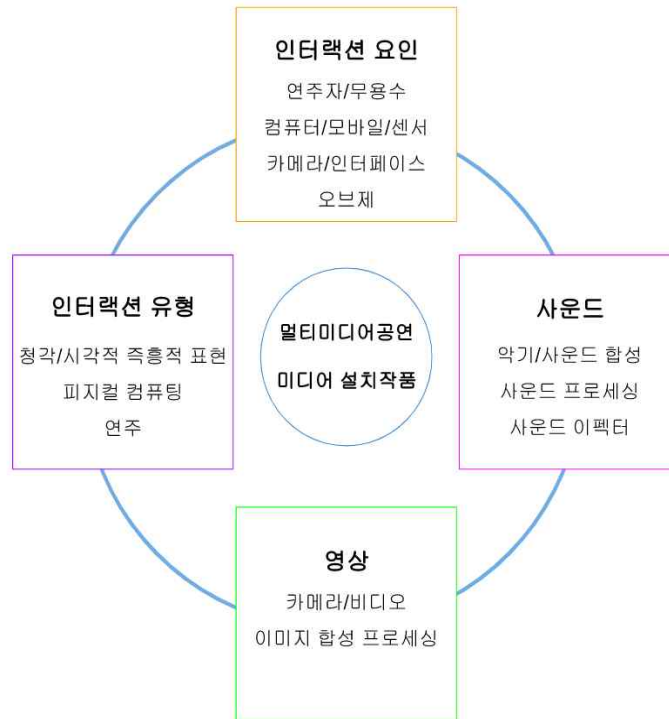 인터랙션 요인
연주자/무용수
컴퓨터/모바일/센서
카메라/인터페이스
오브제
인터랙션 유형
청각/시각적 즉흥적 표현
피지컬 컴퓨팅
연주
멀티미디어공연
미디어 설치작품
사운드
악기/사운드 합성
사운드 프로세싱
사운드 이펙터
영상
카메라/비디오
이미지 합성 프로세싱